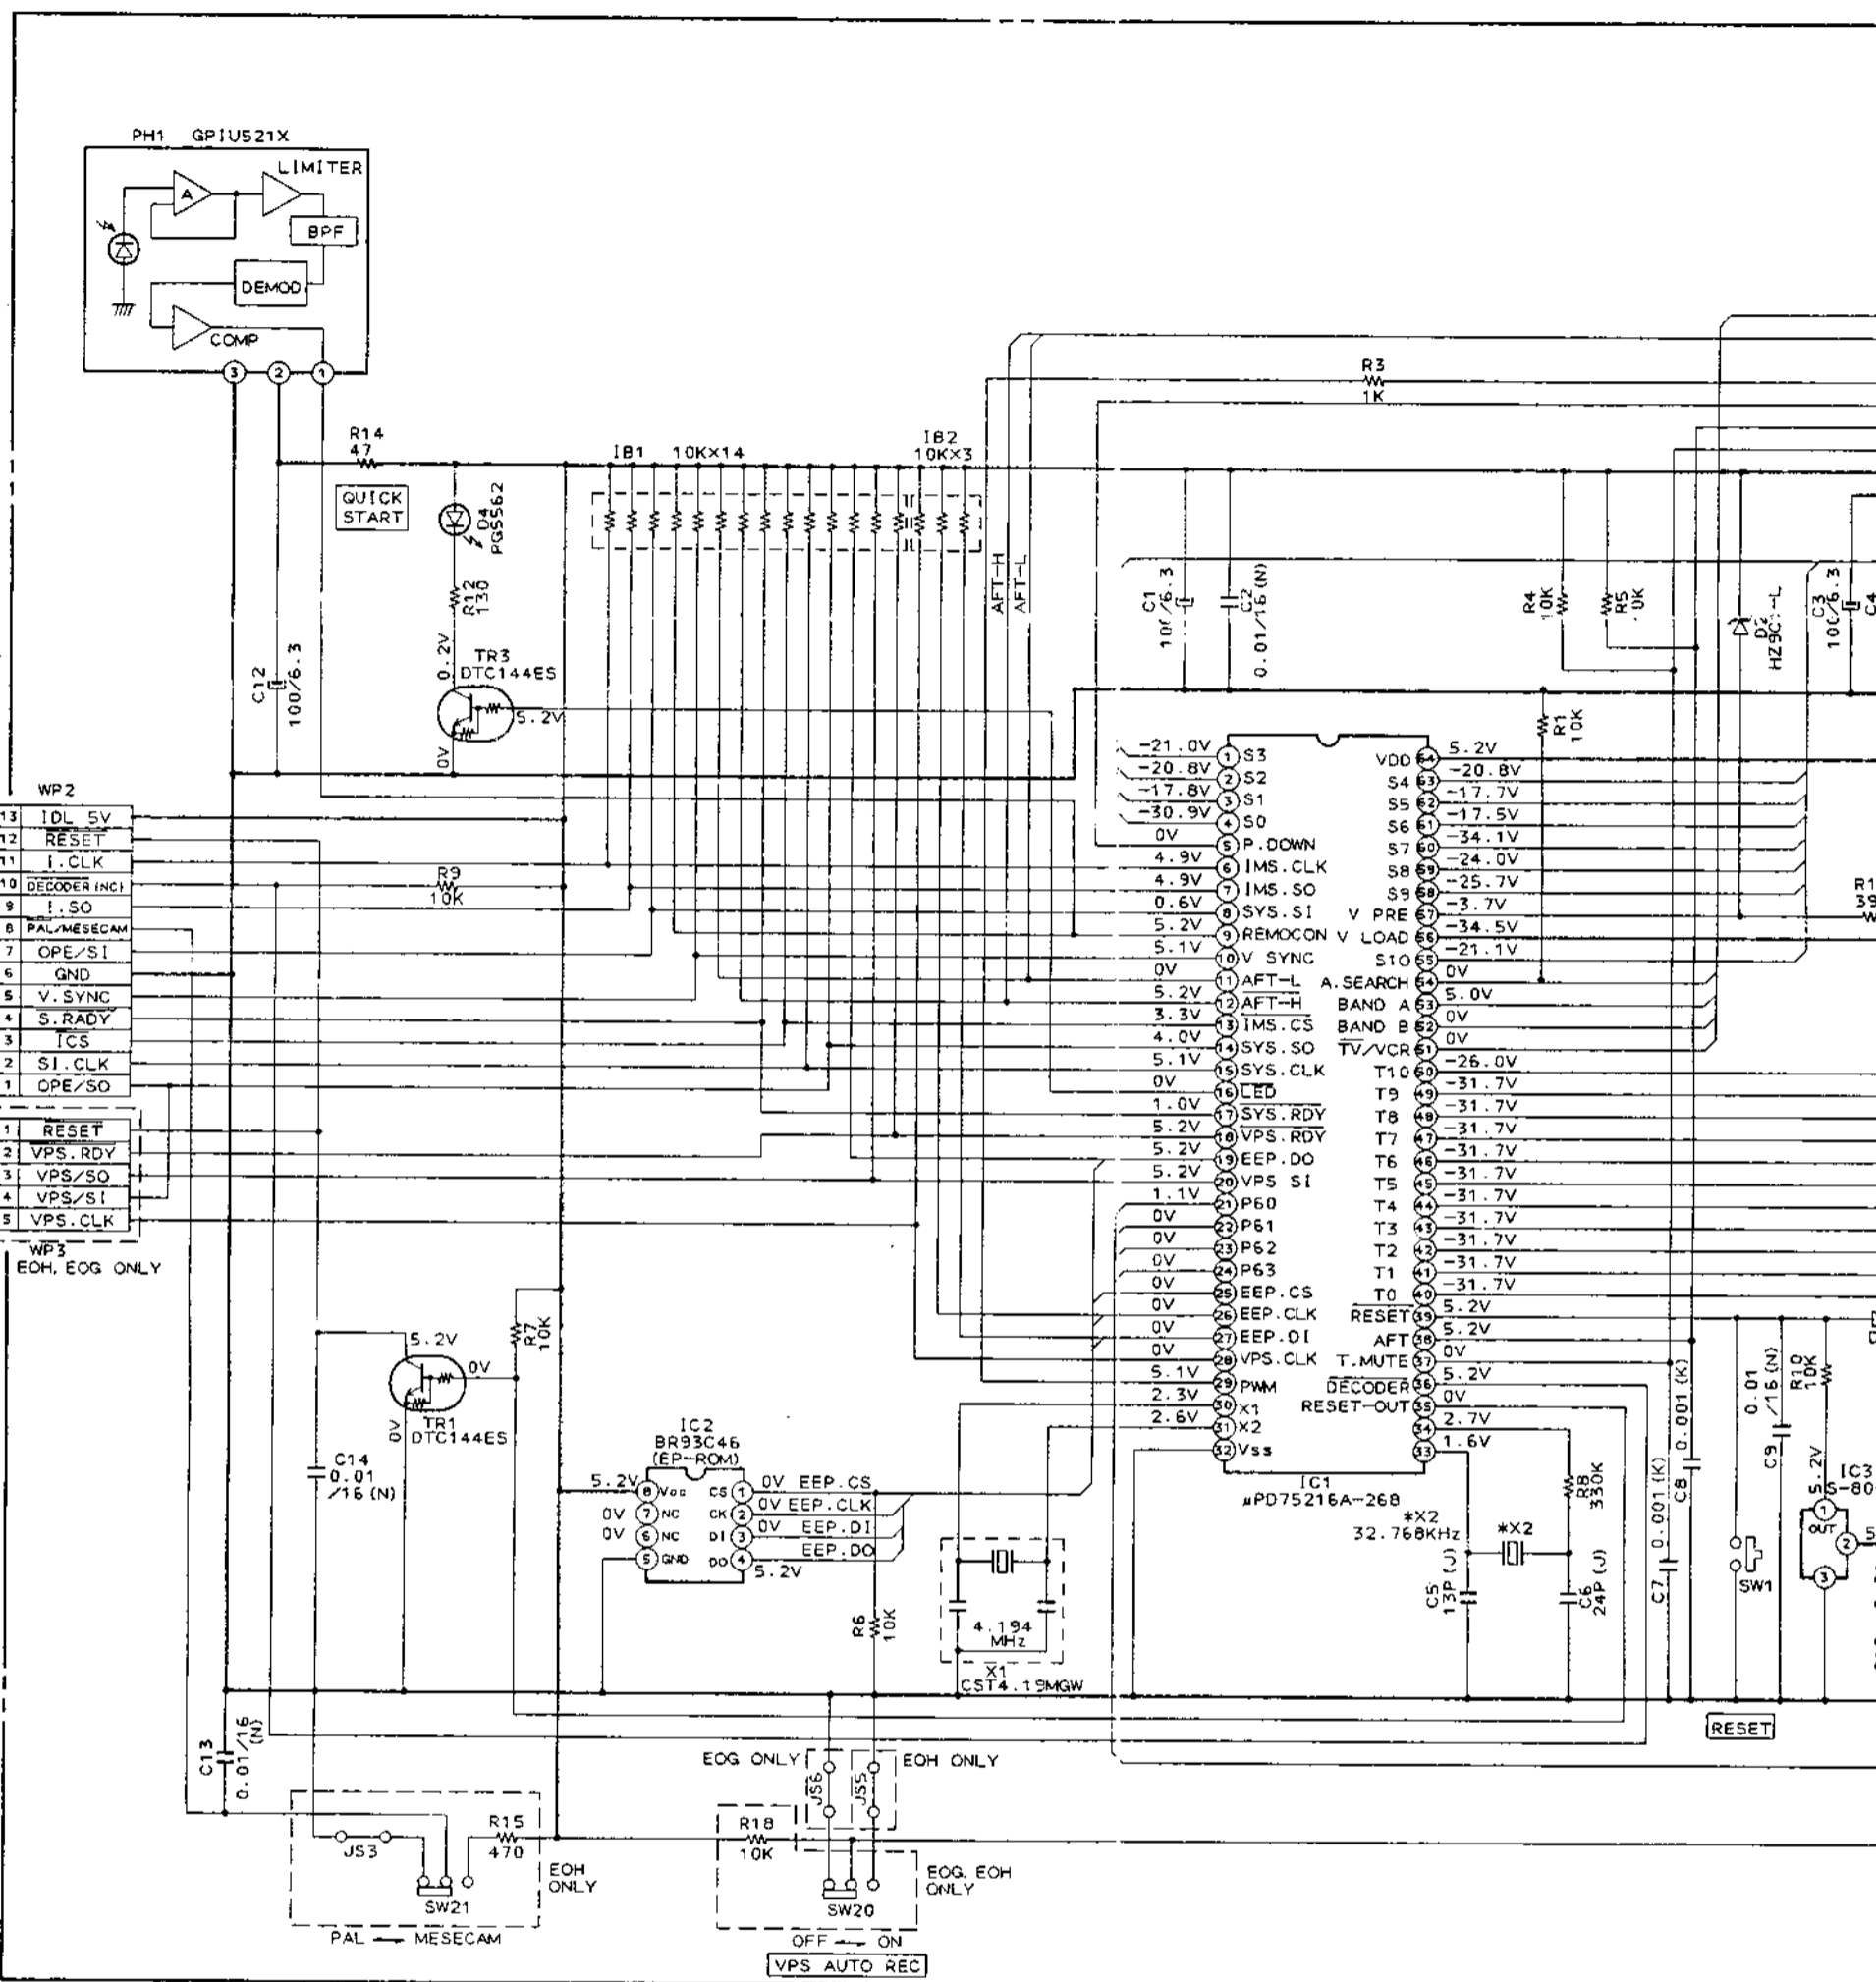 PH1 GPIU521X
LIMITER
A
BPF
DEMOD
COMP
3 2 1
R14
47
QUICK
START
D4
PG5562
R12
130
0.2V
TR3
DTC144ES
5.2V
0V
C12
100/6.3
IB1 10KX14
IB2
10KX3
AFT-H
AFT-L
R3
1K
C1
C2
0.01/16(N)
R4
10K
R5
D2
C3
C4
R1
10K
WP2
13 IDL 5V
12 RESET
11 I.CLK
10 DECODER (NC)
9 I.SO
8 PAL/MESECAM
7 OPE/SI
6 GND
5 V.SYNC
4 S.RADY
3 ICS
2 SI.CLK
1 OPE/SO
R9
10K
1 RESET
2 VPS.RDY
3 VPS/SO
4 VPS/SI
5 VPS.CLK
WP3
EOH, EOG ONLY
-21.0V 1 S3
-20.8V 2 S2
-17.8V 3 S1
-30.9V 4 S0
0V 5 P.DOWN
4.9V 6 IMS.CLK
4.9V 7 IMS.SO
0.6V 8 SYS.SI
5.2V 9 REMOCON
5.1V 10 V SYNC
0V 11 AFT-L
5.2V 12 AFT-H
3.3V 13 IMS.CS
4.0V 14 SYS.SO
5.1V 15 SYS.CLK
0V 16 LED
1.0V 17 SYS.RDY
5.2V 18 VPS.RDY
5.2V 19 EEP.DO
5.2V 20 VPS SI
1.1V 21 P60
0V 22 P61
0V 23 P62
0V 24 P63
0V 25 EEP.CS
0V 26 EEP.CLK
0V 27 EEP.DI
0V 28 VPS.CLK
5.1V 29 PWM
2.3V 30 X1
2.6V 31 X2
32 Vss
VDD 64 5.2V
S4 63 -20.8V
S5 62 -17.7V
S6 61 -17.5V
S7 60 -34.1V
S8 59 -24.0V
S9 58 -25.7V
V PRE 57 -3.7V
V LOAD 56 -34.5V
S10 55 -21.1V
A.SEARCH 54 0V
BAND A 53 5.0V
BAND B 52 0V
TV/VCR 51 0V
T10 50 -26.0V
T9 49 -31.7V
T8 48 -31.7V
T7 47 -31.7V
T6 46 -31.7V
T5 45 -31.7V
T4 44 -31.7V
T3 43 -31.7V
T2 42 -31.7V
T1 41 -31.7V
T0 40 -31.7V
RESET 39 5.2V
AFT 38 5.2V
T.MUTE 37 0V
DECODER 36 5.2V
RESET-OUT 35 0V
34 2.7V
33 1.6V
IC1
μPD75216A-268
R7
10K
5.2V
0V
0V
TR1
DTC144ES
C14
0.01
/16(N)
IC2
BR93C46
(EP-ROM)
5.2V 8 Vcc CS 1 0V EEP.CS
0V 7 NC CK 2 0V EEP.CLK
0V 6 NC DI 3 0V EEP.DI
5 GND DO 4 EEP.DO
5.2V
R6
10K
4.194
MHz
X1
CST4.19MGW
*X2
32.768KHz
*X2
R8
330K
C5
13P(J)
C6
24P(J)
C7
0.001(K)
C8
0.001(K)
0.01
/16(N)
C9
R10
10K
5.2V
IC3
1
OUT
2
3
SW1
RESET
C13
0.01/16
(N)
EOG ONLY
JS6
JS5
EOH ONLY
JS3
R15
470
EOH
ONLY
SW21
PAL MESECAM
R18
10K
EOG, EOH
ONLY
SW20
OFF ON
VPS AUTO REC